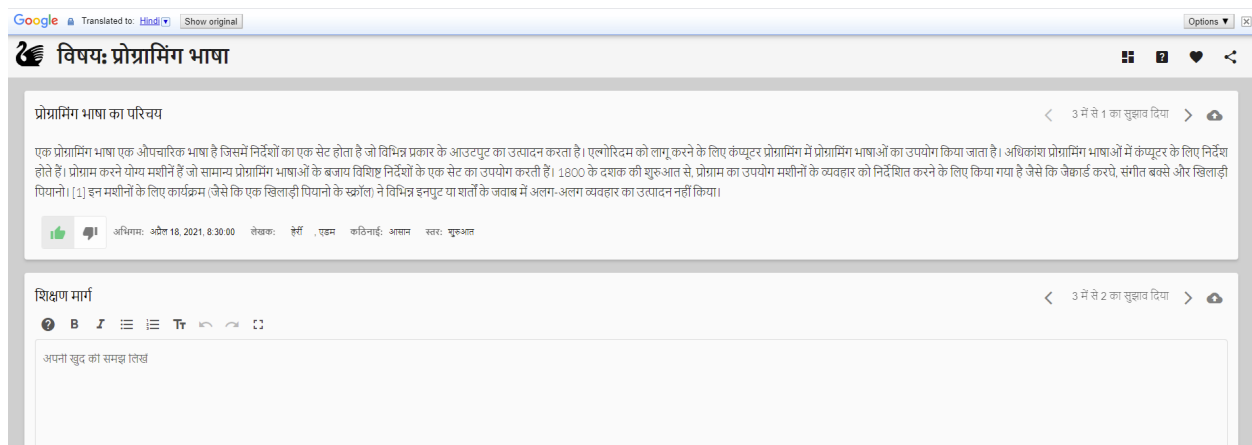 Google Translated to: Hindi Show original Options ▼
विषय: प्रोग्रामिंग भाषा
प्रोग्रामिंग भाषा का परिचय
3 में से 1 का सुझाव दिया
एक प्रोग्रामिंग भाषा एक औपचारिक भाषा है जिसमें निर्देशों का एक सेट होता है जो विभिन्न प्रकार के आउटपुट का उत्पादन करता है। एल्गोरिदम को लागू करने के लिए कंप्यूटर प्रोग्रामिंग में प्रोग्रामिंग भाषाओं का उपयोग किया जाता है। अधिकांश प्रोग्रामिंग भाषाओं में कंप्यूटर के लिए निर्देश
होते हैं। प्रोग्राम करने योग्य मशीनें हैं जो सामान्य प्रोग्रामिंग भाषाओं के बजाय विशिष्ट निर्देशों के एक सेट का उपयोग करती हैं। 1800 के दशक की शुरुआत से, प्रोग्राम का उपयोग मशीनों के व्यवहार को निर्देशित करने के लिए किया गया है जैसे कि जैक्वार्ड करघे, संगीत बक्से और खिलाड़ी
पियानो। [1] इन मशीनों के लिए कार्यक्रम (जैसे कि एक खिलाड़ी पियानो के स्क्रॉल) ने विभिन्न इनपुट या शर्तों के जवाब में अलग-अलग व्यवहार का उत्पादन नहीं किया।
अभिगम: अप्रैल 18, 2021, 8:30:00 लेखक: हेर्री , एडम कठिनाई: आसान स्तर: शुरुआत
शिक्षण मार्ग
3 में से 2 का सुझाव दिया
B I Tт
अपनी खुद की समझ लिखें